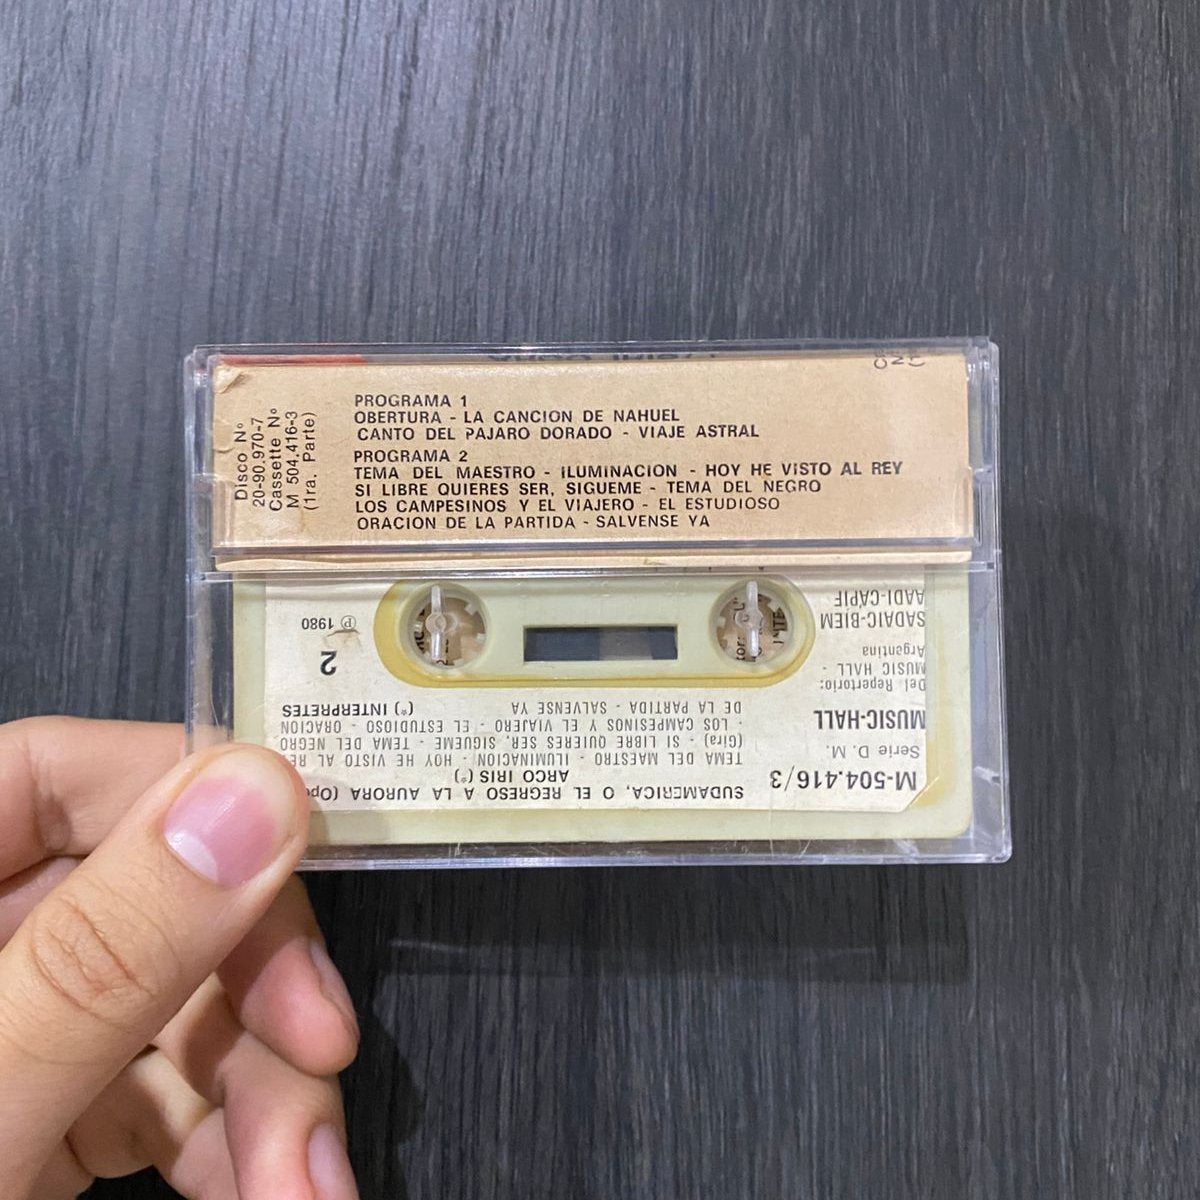 Disco Nº
20-90.970-7
Cassette Nº
M 504.416-3
(1ra. Parte)
PROGRAMA 1
OBERTURA - LA CANCION DE NAHUEL
CANTO DEL PAJARO DORADO - VIAJE ASTRAL
PROGRAMA 2
TEMA DEL MAESTRO - ILUMINACION - HOY HE VISTO AL REY
SI LIBRE QUIERES SER, SIGUEME - TEMA DEL NEGRO
LOS CAMPESINOS Y EL VIAJERO - EL ESTUDIOSO
ORACION DE LA PARTIDA - SALVENSE YA
M-504.416/3
Serie D. M.
MUSIC-HALL
Del Repertorio:
MUSIC HALL -
Argentina
SADAIC-BIEM
AADI-CAPIF
SUDAMERICA, O EL REGRESO A LA AURORA
ARCO IRIS (*)
TEMA DEL MAESTRO - ILUMINACION - HOY HE VISTO AL
(Gira) - SI LIBRE QUIERES SER, SIGUEME - TEMA DEL NEGRO
- LOS CAMPESINOS Y EL VIAJERO - EL ESTUDIOSO - ORACION
DE LA PARTIDA - SALVENSE YA
(*) INTERPRETES
2
℗ 1980